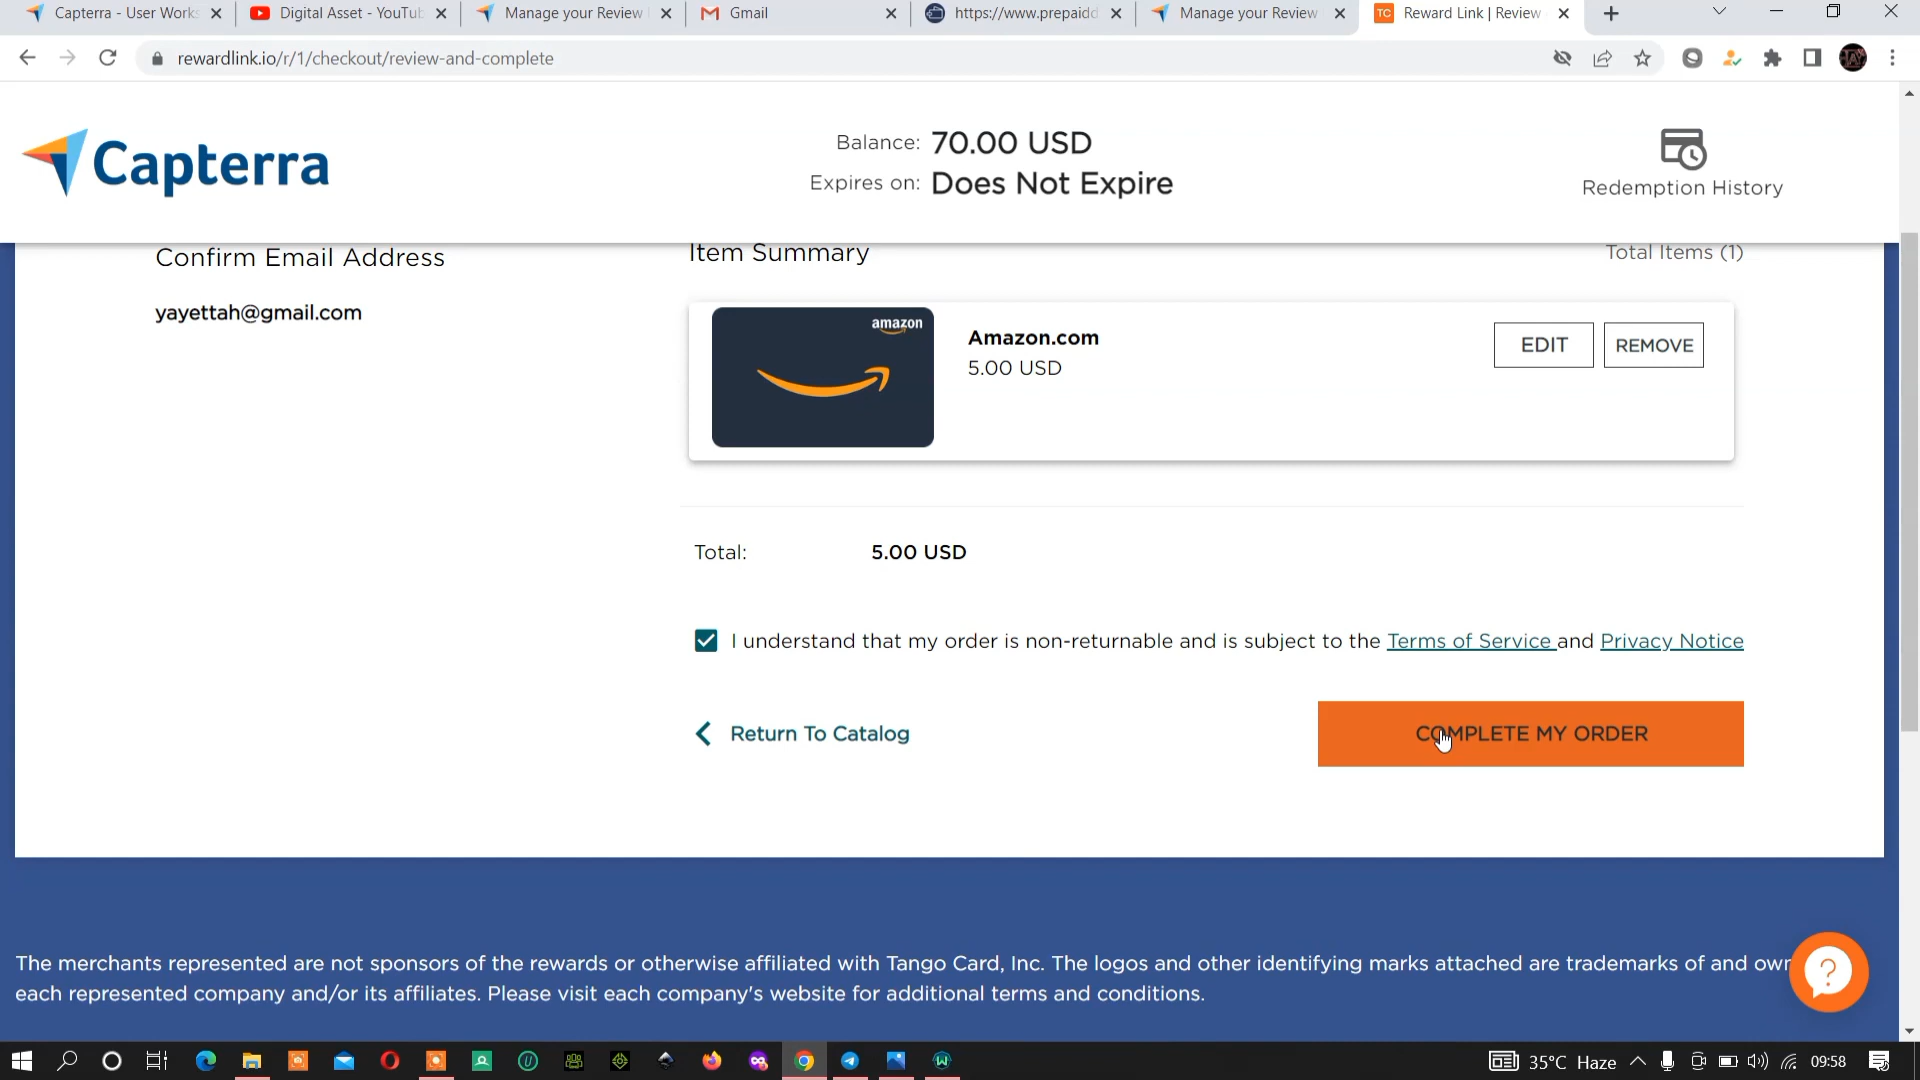 Capterra - User Works
Digital Asset - YouTub
Manage your Review
Gmail
https://www.prepaidd
Manage your Review
TC
Reward Link | Review
rewardlink.io/r/1/checkout/review-and-complete
Capterra
Balance: 70.00 USD
Expires on: Does Not Expire
Redemption History
Confirm Email Address
yayettah@gmail.com
Item Summary
Total Items (1)
amazon
Amazon.com
5.00 USD
EDIT
REMOVE
Total: 5.00 USD
I understand that my order is non-returnable and is subject to the Terms of Service and Privacy Notice
Return To Catalog
COMPLETE MY ORDER
The merchants represented are not sponsors of the rewards or otherwise affiliated with Tango Card, Inc. The logos and other identifying marks attached are trademarks of and own
each represented company and/or its affiliates. Please visit each company's website for additional terms and conditions.
35°C Haze
09:58